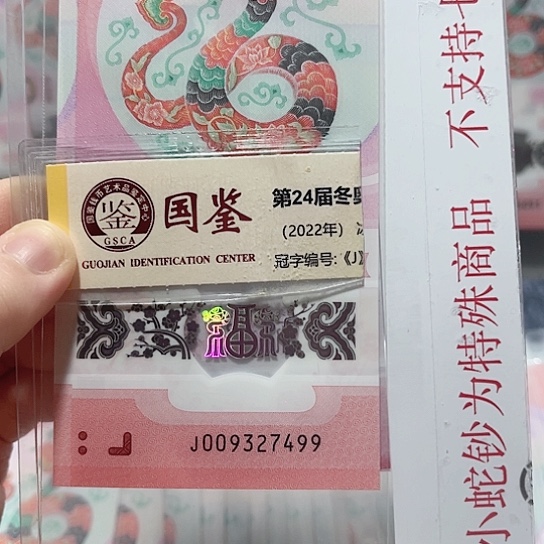 国鉴
GSCA
GUOJIAN IDENTIFICATION CENTER
第24届冬奥
(2022年)
冠字编号:《J》
J009327499
小蛇钞为特殊商品 不支持